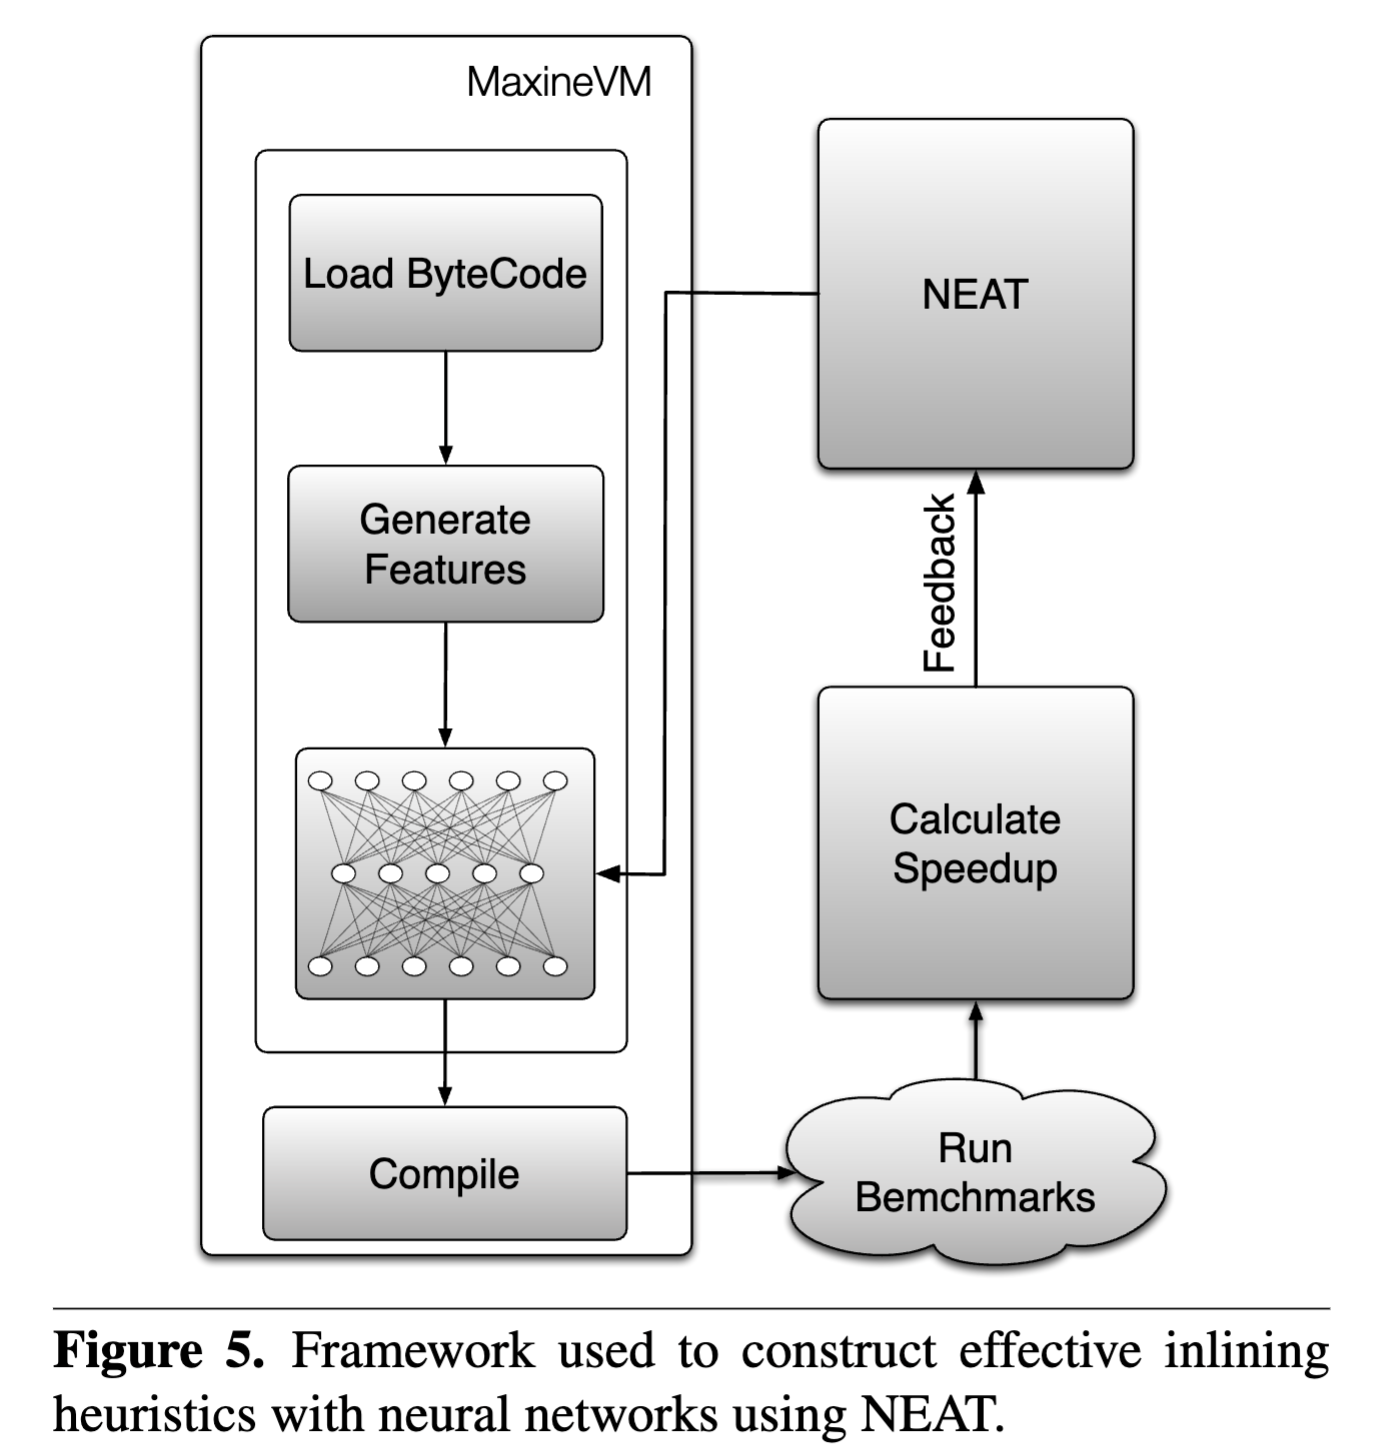 MaxineVM
Load ByteCode
Generate
Features
Compile
NEAT
Feedback
Calculate
Speedup
Run
Bemchmarks
Figure 5. Framework used to construct effective inlining
heuristics with neural networks using NEAT.